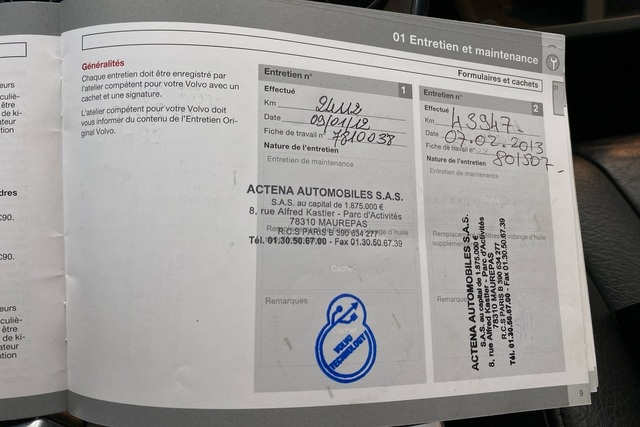 01 Entretien et maintenance
Formulaires et cachets
Généralités
Chaque entretien doit être enregistré par
l'atelier compétent pour votre Volvo avec un
cachet et une signature.
L'atelier compétent pour votre Volvo doit
vous informer du contenu de l'Entretien Ori-
ginal Volvo.
Entretien n° 1
Effectué
Km 24112
Date 09/01/12
Fiche de travail n° 7810038
Nature de l'entretien
Entretien de maintenance
ACTENA AUTOMOBILES S.A.S.
S.A.S. au capital de 1.875.000 €
8, rue Alfred Kastler - Parc d'Activités
78310 MAUREPAS
R.C.S PARIS B 390 634 277
Tél. 01.30.50.67.00 - Fax 01.30.50.67.39
Cachet
Remarques
VOLVO
TECHNOLOGY
Entretien n° 2
Effectué
Km 43947
Date 07.02.2013
Fiche de travail n°
Nature de l'entretien 801507
Entretien de maintenance
Remarques
ACTENA AUTOMOBILES S.A.S.
S.A.S. au capital de 1.875.000 €
8, rue Alfred Kastler - Parc d'Activités
78310 MAUREPAS
R.C.S PARIS B 390 634 277
Tél. 01.30.50.67.00 - Fax 01.30.50.67.39
9